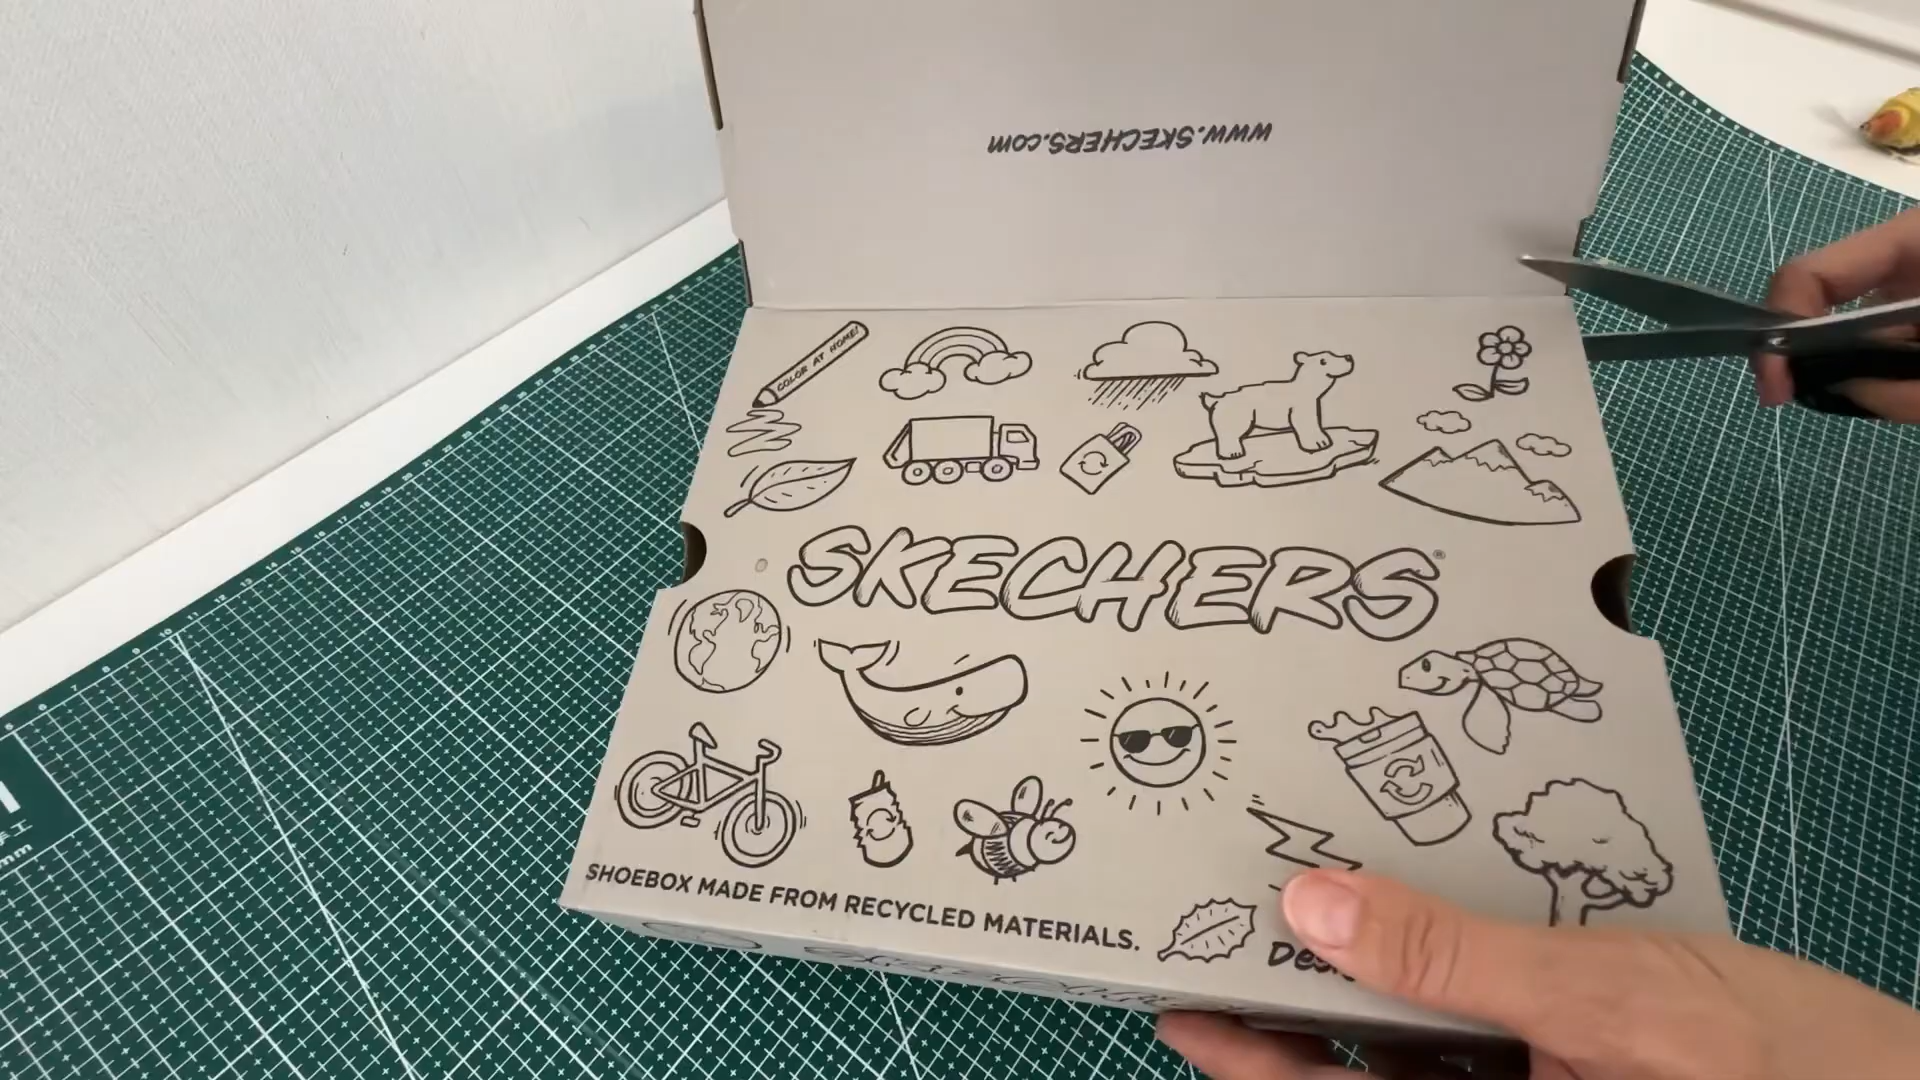 www.SKECHERS.com
COLOR AT HOME!
SKECHERS®
SHOEBOX MADE FROM RECYCLED MATERIALS.